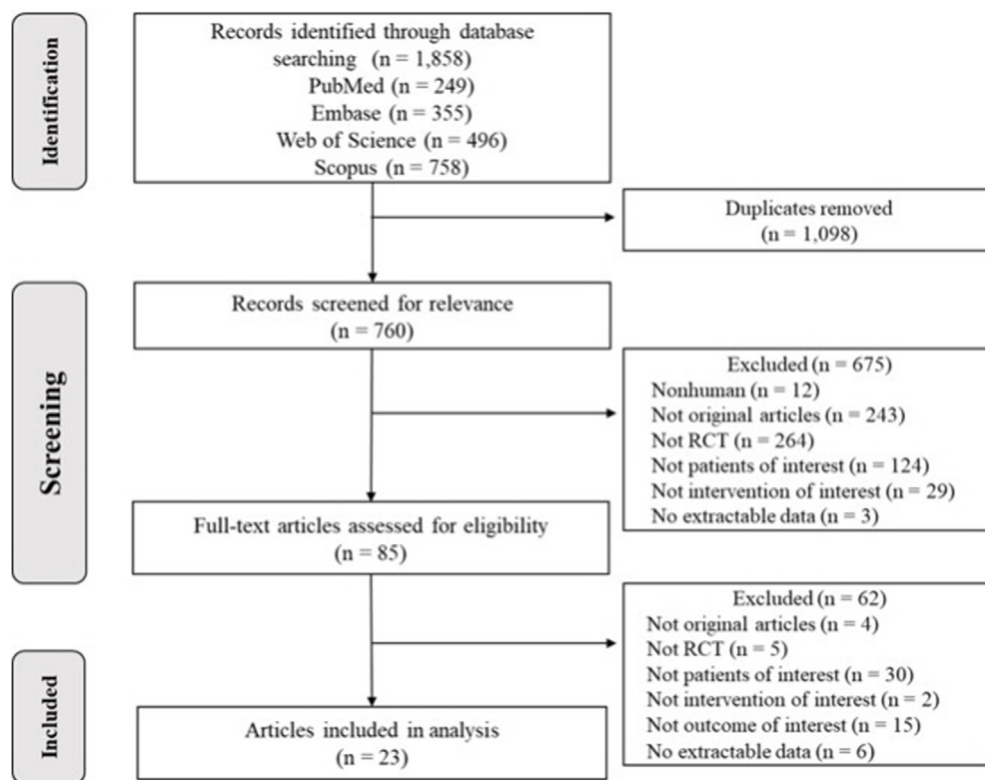 Identification
Records identified through database
searching (n = 1,858)
PubMed (n = 249)
Embase (n = 355)
Web of Science (n = 496)
Scopus (n = 758)
Duplicates removed
(n = 1,098)
Screening
Records screened for relevance
(n = 760)
Excluded (n = 675)
Nonhuman (n = 12)
Not original articles (n = 243)
Not RCT (n = 264)
Not patients of interest (n = 124)
Not intervention of interest (n = 29)
No extractable data (n = 3)
Full-text articles assessed for eligibility
(n = 85)
Excluded (n = 62)
Not original articles (n = 4)
Not RCT (n = 5)
Not patients of interest (n = 30)
Not intervention of interest (n = 2)
Not outcome of interest (n = 15)
No extractable data (n = 6)
Included
Articles included in analysis
(n = 23)